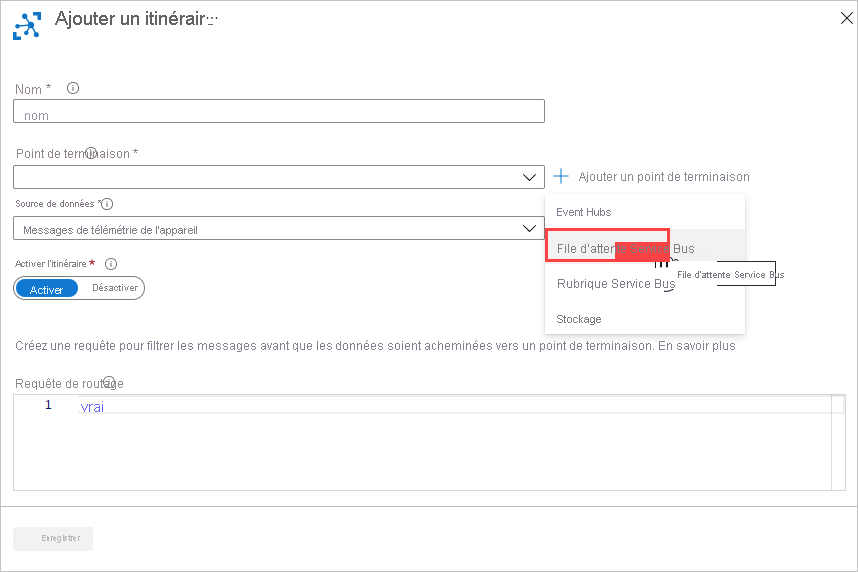 Ajouter un itinérair...
Nom *
nom
Point de terminaison *
Ajouter un point de terminaison
Source de données *
Event Hubs
Messages de télémétrie de l'appareil
File d'attente Service Bus
Activer l'itinéraire *
File d'attente Service Bus
Rubrique Service Bus
Activer
Désactiver
Stockage
Créez une requête pour filtrer les messages avant que les données soient acheminées vers un point de terminaison. En savoir plus
Requête de routage
1 vrai
Enregistrer